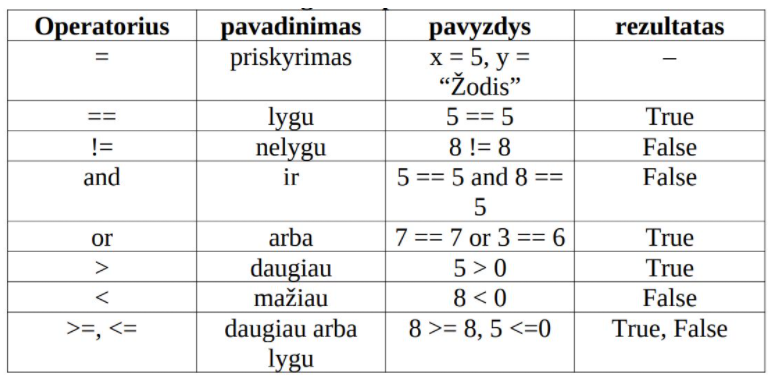 Operatorius pavadinimas pavyzdys rezultatas
= priskyrimas x = 5, y = –
“Žodis”
== lygu 5 == 5 True
!= nelygu 8 != 8 False
and ir 5 == 5 and 8 == False
5
or arba 7 == 7 or 3 == 6 True
> daugiau 5 > 0 True
< mažiau 8 < 0 False
>=, <= daugiau arba 8 >= 8, 5 <=0 True, False
lygu